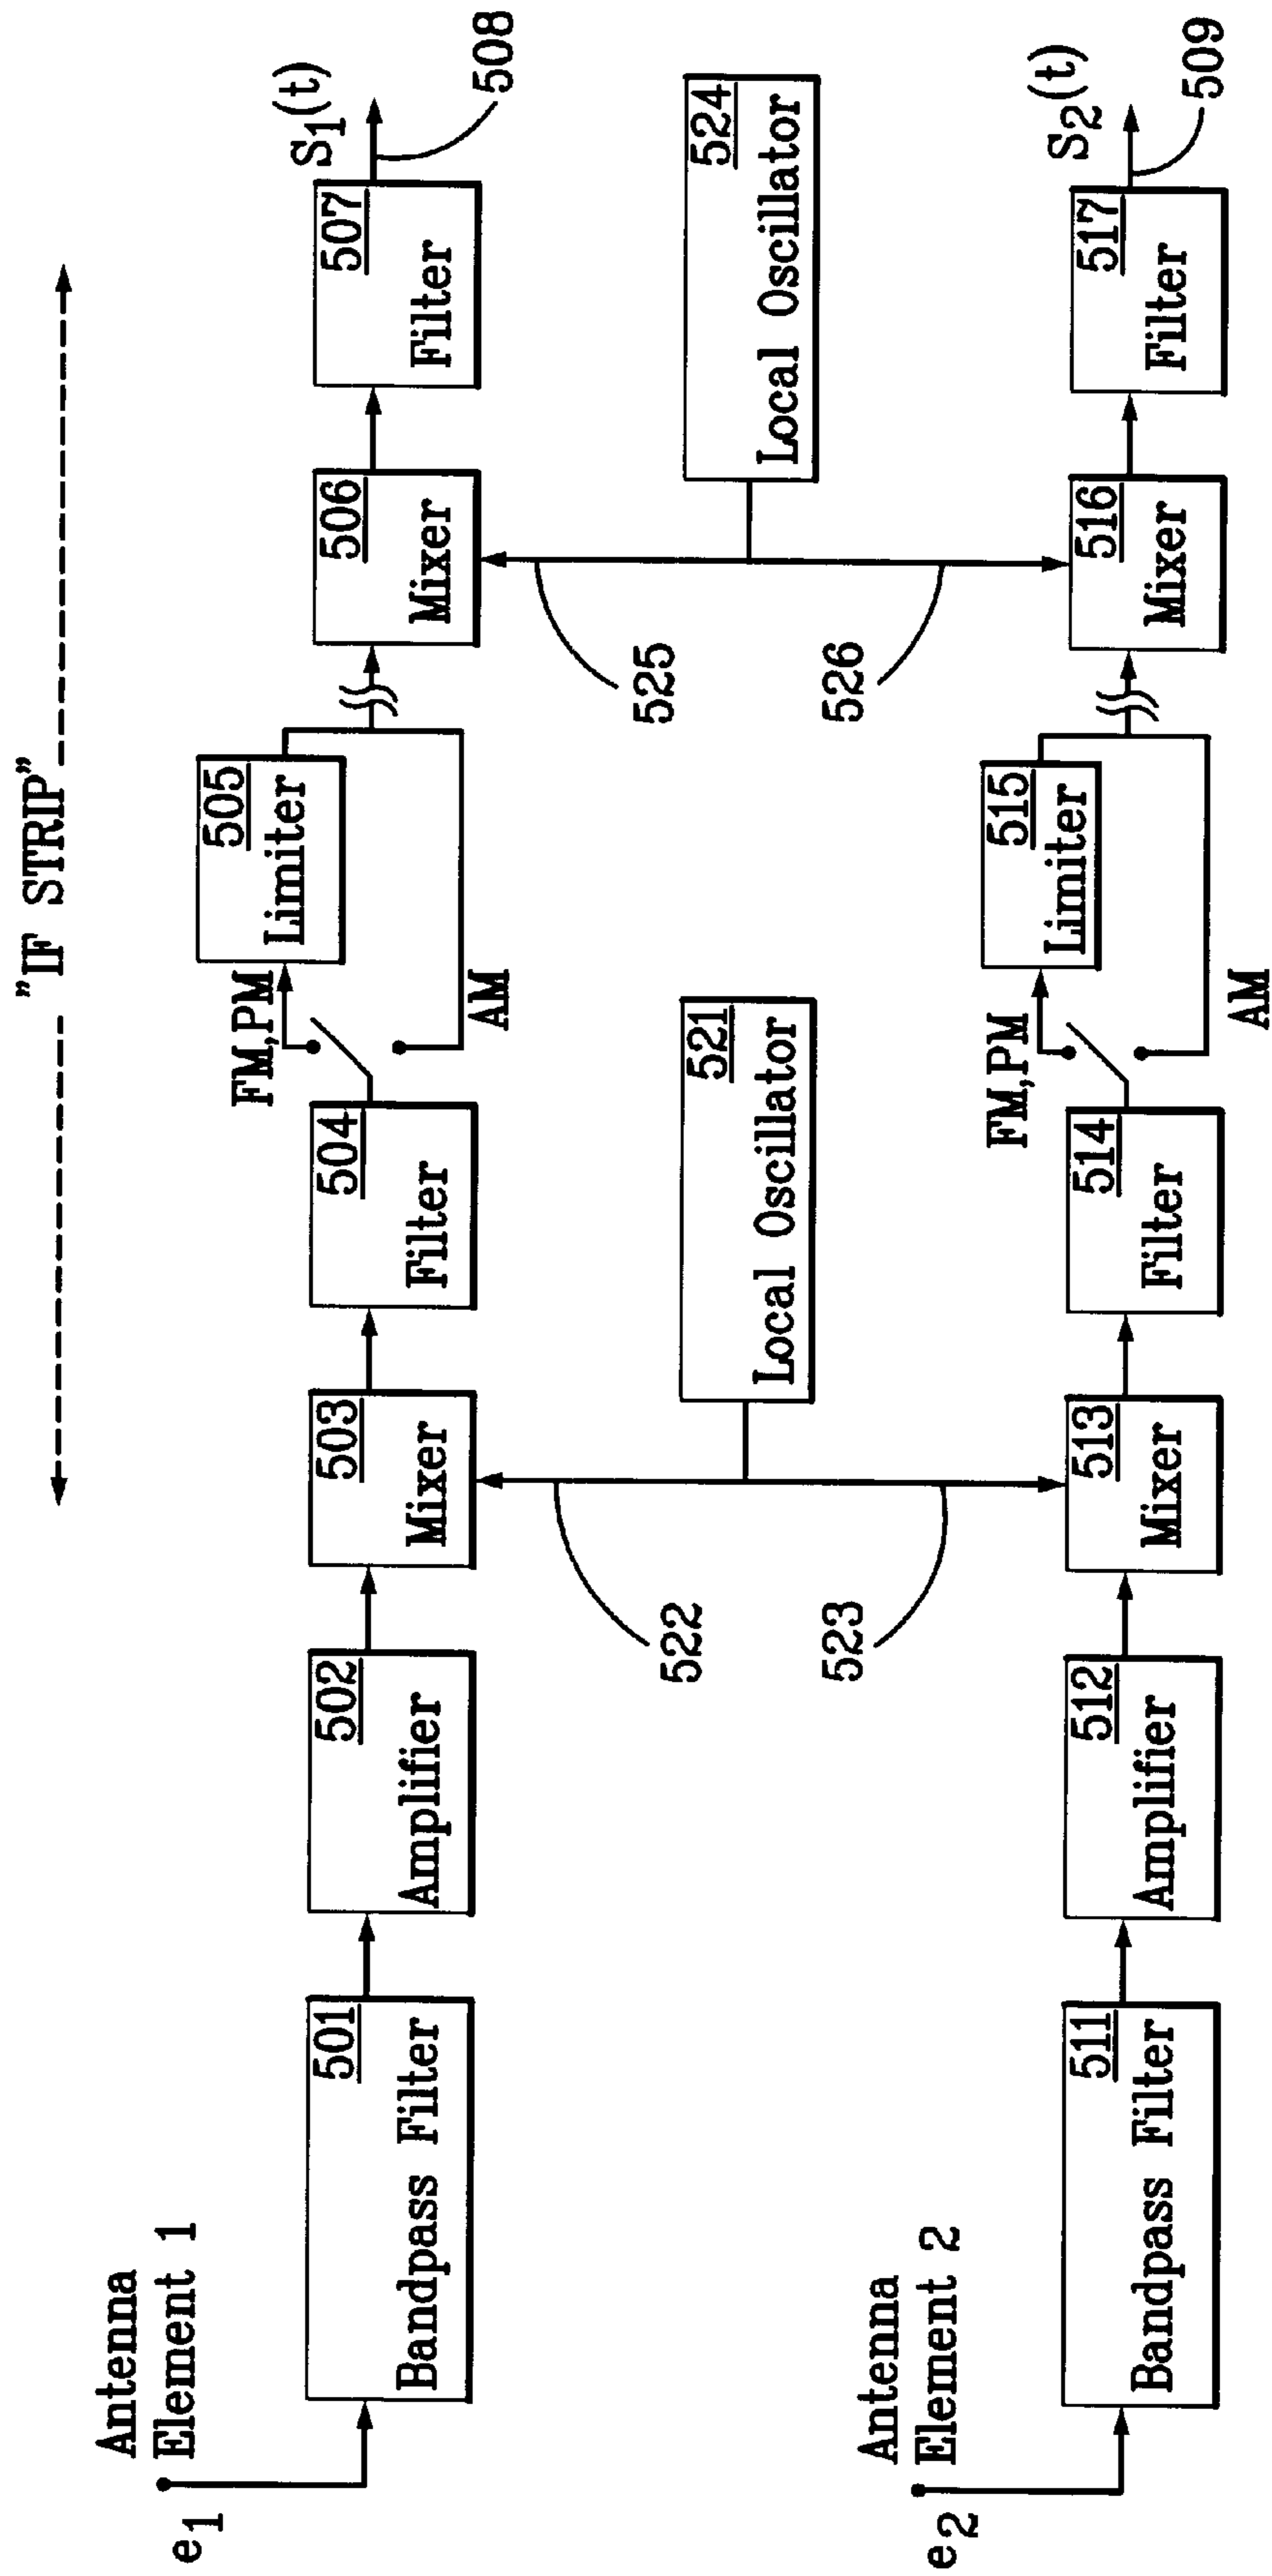 "IF STRIP"
Antenna
Element 1
e1
501
Bandpass Filter
502
Amplifier
503
Mixer
504
Filter
FM,PM
AM
505
Limiter
506
Mixer
507
Filter
S1(t)
508
522
523
521
Local Oscillator
525
526
524
Local Oscillator
Antenna
Element 2
e2
511
Bandpass Filter
512
Amplifier
513
Mixer
514
Filter
FM,PM
AM
515
Limiter
516
Mixer
517
Filter
S2(t)
509